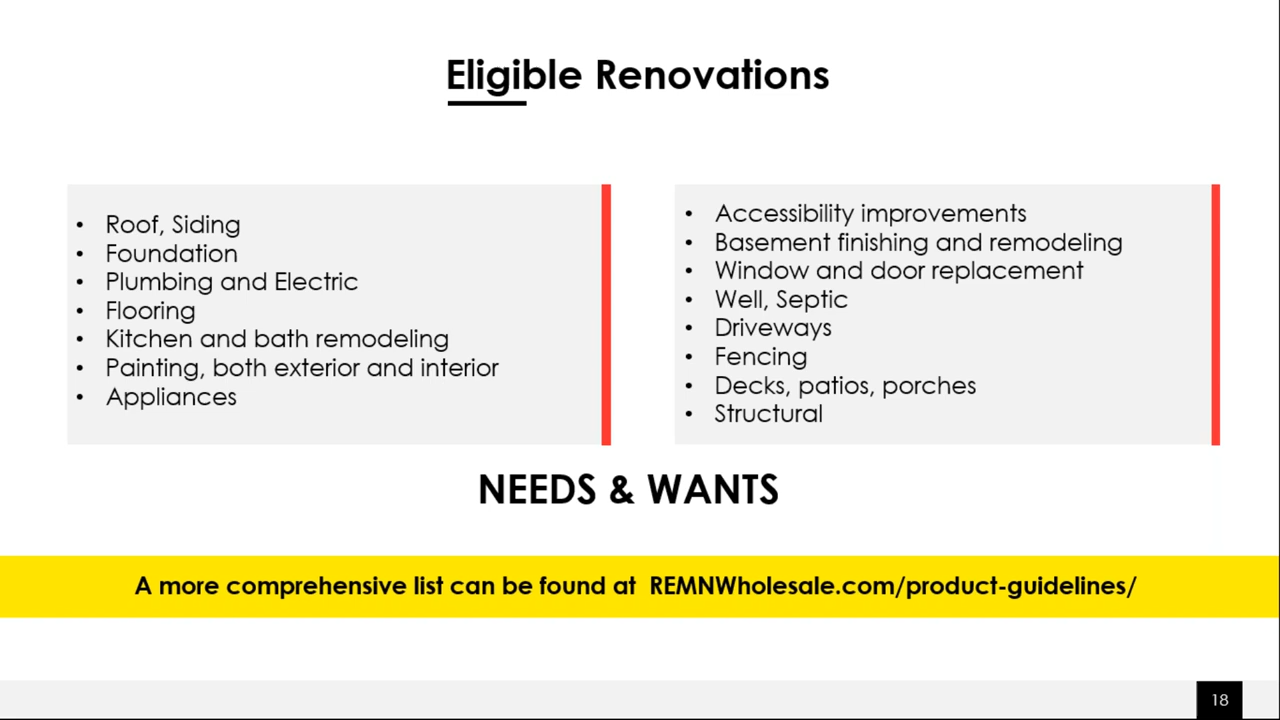 Eligible Renovations
• Roof, Siding
• Foundation
• Plumbing and Electric
• Flooring
• Kitchen and bath remodeling
• Painting, both exterior and interior
• Appliances
• Accessibility improvements
• Basement finishing and remodeling
• Window and door replacement
• Well, Septic
• Driveways
• Fencing
• Decks, patios, porches
• Structural
NEEDS & WANTS
A more comprehensive list can be found at REMNWholesale.com/product-guidelines/
18